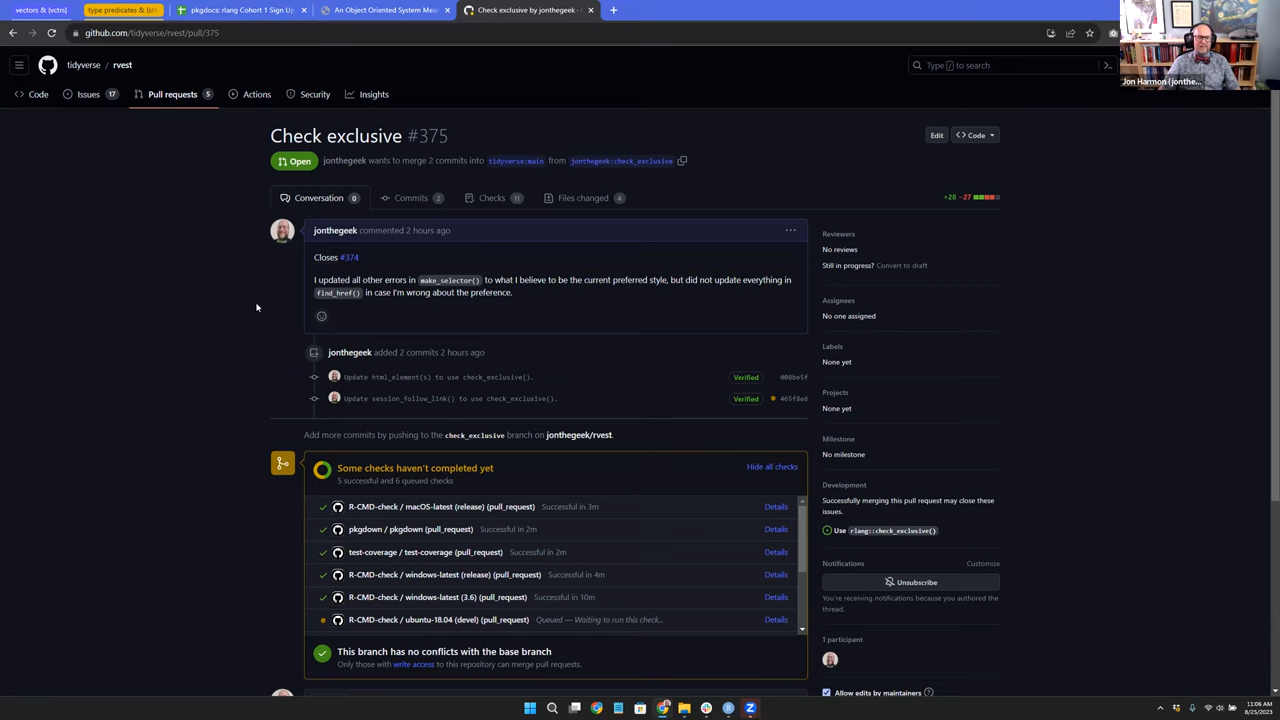 vectors & {vctrs}
type predicates & {stb
pkgdocs: rlang Cohort 1 Sign Up
An Object Oriented System Mea
Check exclusive by jonthegeek ·
github.com/tidyverse/rvest/pull/375
tidyverse / rvest
Type / to search
Jon Harmon (jonthe...
Code
Issues 17
Pull requests 5
Actions
Security
Insights
Check exclusive #375
Edit
Code
Open
jonthegeek wants to merge 2 commits into tidyverse:main from jonthegeek:check_exclusive
Conversation 0
Commits 2
Checks 11
Files changed 4
+28 −27
jonthegeek commented 2 hours ago
Closes #374
I updated all other errors in make_selector() to what I believe to be the current preferred style, but did not update everything in
find_href() in case I'm wrong about the preference.
jonthegeek added 2 commits 2 hours ago
Update html_element(s) to use check_exclusive().
Verified
008be5f
Update session_follow_link() to use check_exclusive().
Verified
465f8e6
Add more commits by pushing to the check_exclusive branch on jonthegeek/rvest.
Some checks haven't completed yet
Hide all checks
5 successful and 6 queued checks
R-CMD-check / macOS-latest (release) (pull_request) Successful in 3m
Details
pkgdown / pkgdown (pull_request) Successful in 2m
Details
test-coverage / test-coverage (pull_request) Successful in 2m
Details
R-CMD-check / windows-latest (release) (pull_request) Successful in 4m
Details
R-CMD-check / windows-latest (3.6) (pull_request) Successful in 10m
Details
R-CMD-check / ubuntu-18.04 (devel) (pull_request) Queued — Waiting to run this check...
Details
This branch has no conflicts with the base branch
Only those with write access to this repository can merge pull requests.
Reviewers
No reviews
Still in progress? Convert to draft
Assignees
No one assigned
Labels
None yet
Projects
None yet
Milestone
No milestone
Development
Successfully merging this pull request may close these
issues.
Use rlang::check_exclusive()
Notifications
Customize
Unsubscribe
You're receiving notifications because you authored the
thread.
1 participant
Allow edits by maintainers
11:06 AM
8/25/2023